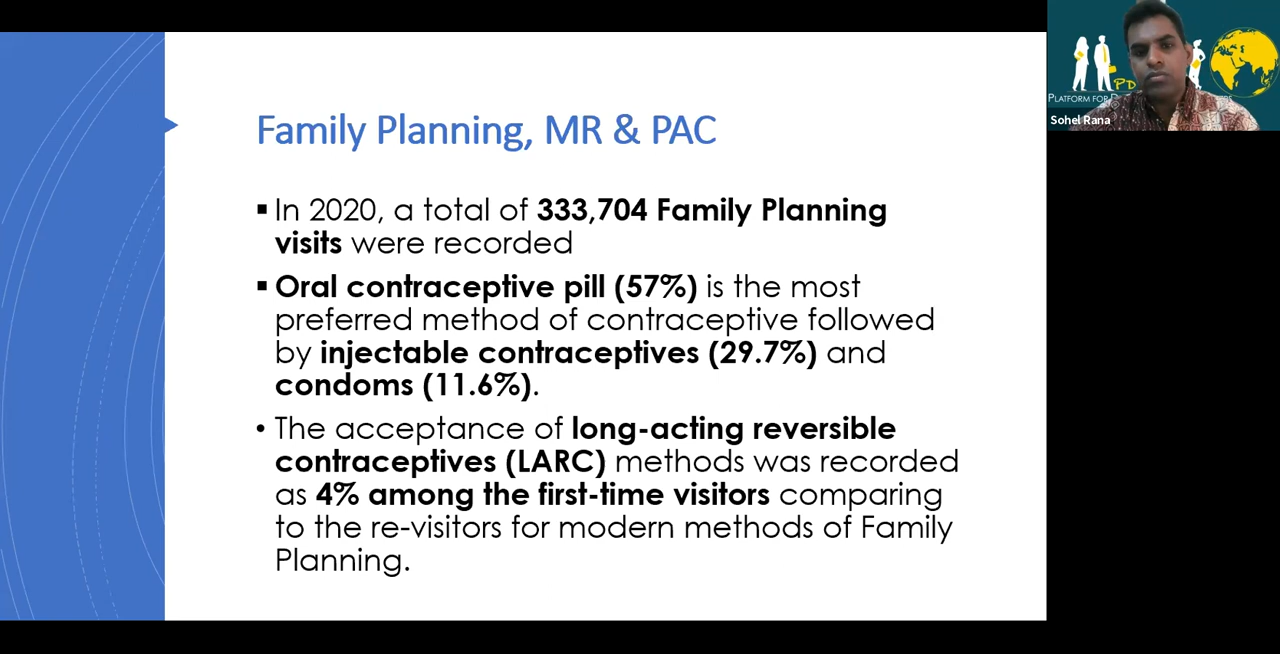 Family Planning, MR & PAC
▪ In 2020, a total of 333,704 Family Planning
visits were recorded
▪ Oral contraceptive pill (57%) is the most
preferred method of contraceptive followed
by injectable contraceptives (29.7%) and
condoms (11.6%).
• The acceptance of long-acting reversible
contraceptives (LARC) methods was recorded
as 4% among the first-time visitors comparing
to the re-visitors for modern methods of Family
Planning.
PD
PLATFORM FOR
Sohel Rana